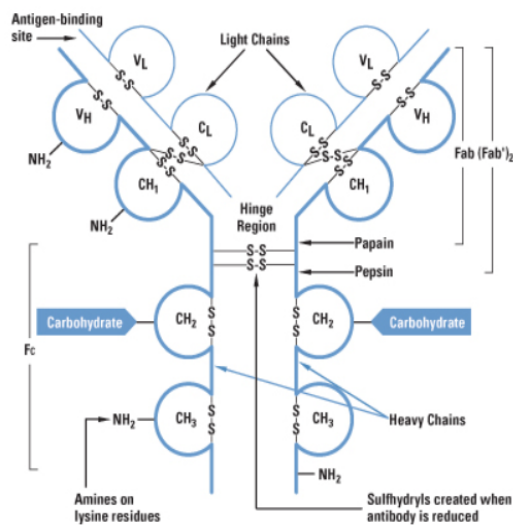 Antigen-binding
site
Light Chains
VL
VL
S-S
S-S
S-S
S-S
VH
VH
CL
CL
S-S
S-S
S-S
S-S
S-S
S-S
NH2
CH1
CH1
Fab (Fab')2
NH2
Hinge
Region
S-S
S-S
Papain
Pepsin
Carbohydrate
CH2
S
S
S
S
CH2
Carbohydrate
Fc
NH2
CH3
S
S
S
S
CH3
Heavy Chains
NH2
Amines on
lysine residues
Sulfhydryls created when
antibody is reduced